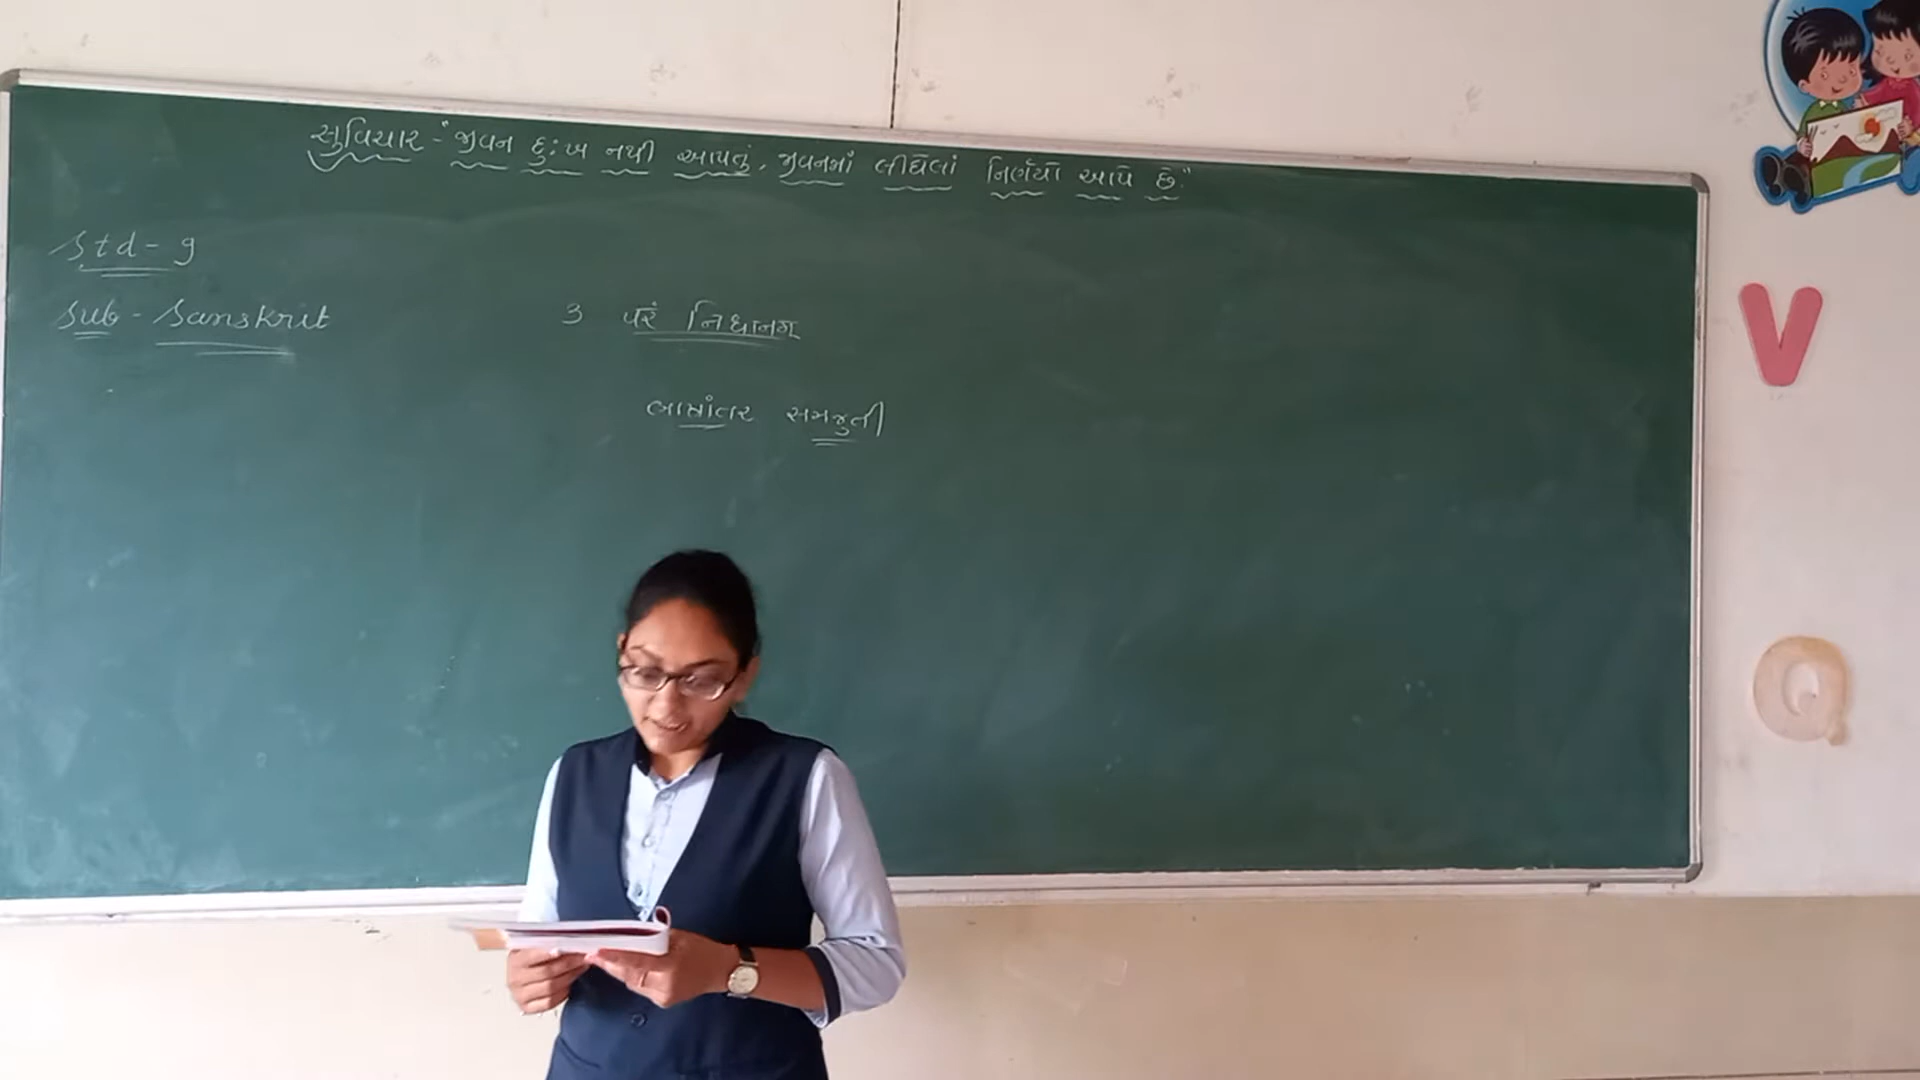 સુવિચાર - "જીવન દુ:ખ નથી આપતું, જીવનમાં લીધેલાં નિર્ણયો આપે છે."
Std - 9
Sub - Sanskrit
3 પરં નિધાનમ્
ભાષાંતર સમજુતી
V
Q